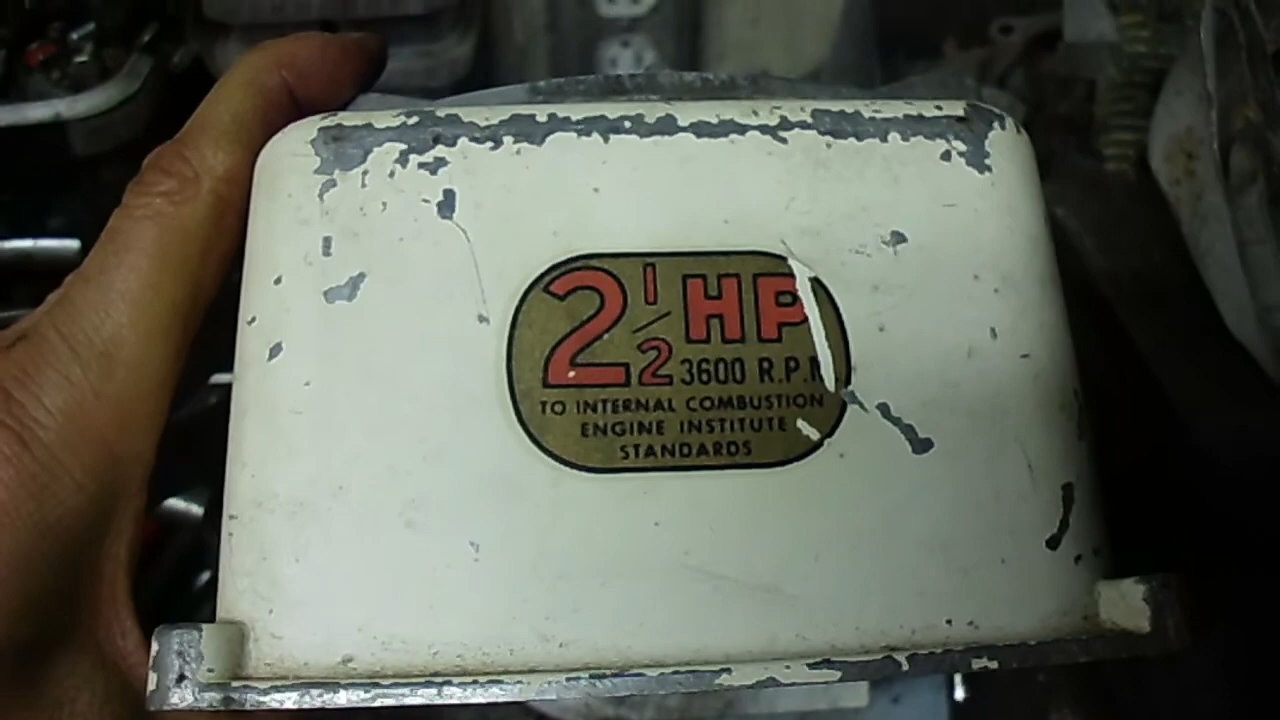 2 1/2 HP
3600 R.P.M
TO INTERNAL COMBUSTION
ENGINE INSTITUTE
STANDARDS